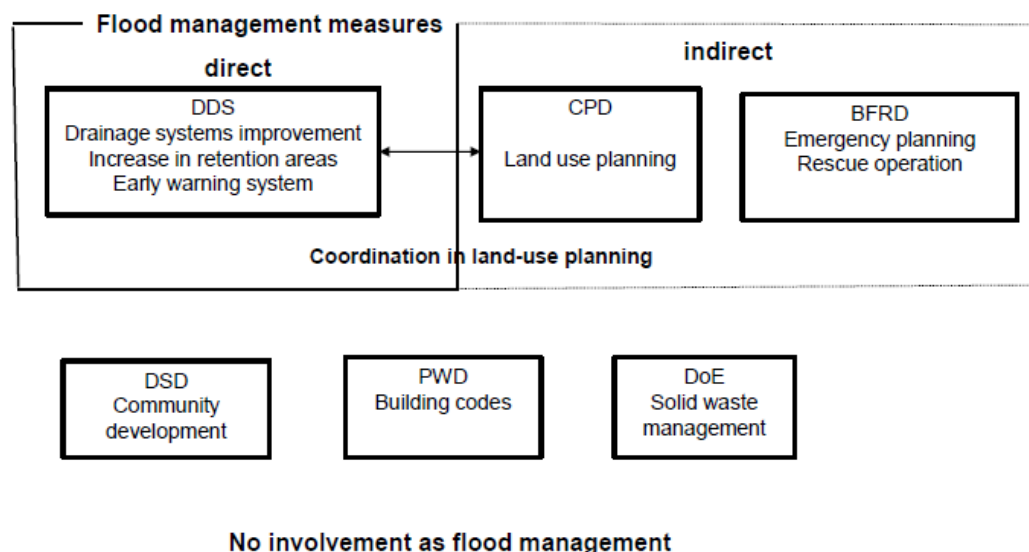 Flood management measures
direct
indirect
DDS
Drainage systems improvement
Increase in retention areas
Early warning system
CPD
Land use planning
BFRD
Emergency planning
Rescue operation
Coordination in land-use planning
DSD
Community
development
PWD
Building codes
DoE
Solid waste
management
No involvement as flood management